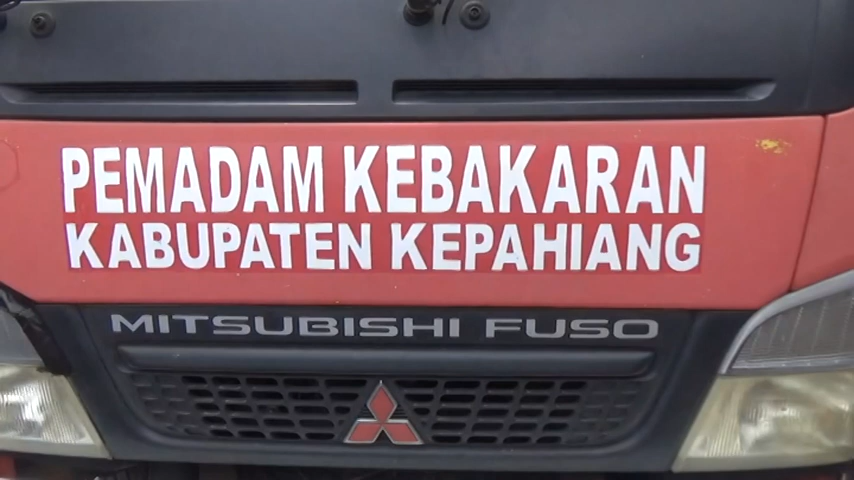 PEMADAM KEBAKARAN
KABUPATEN KEPAHIANG
MITSUBISHI FUSO